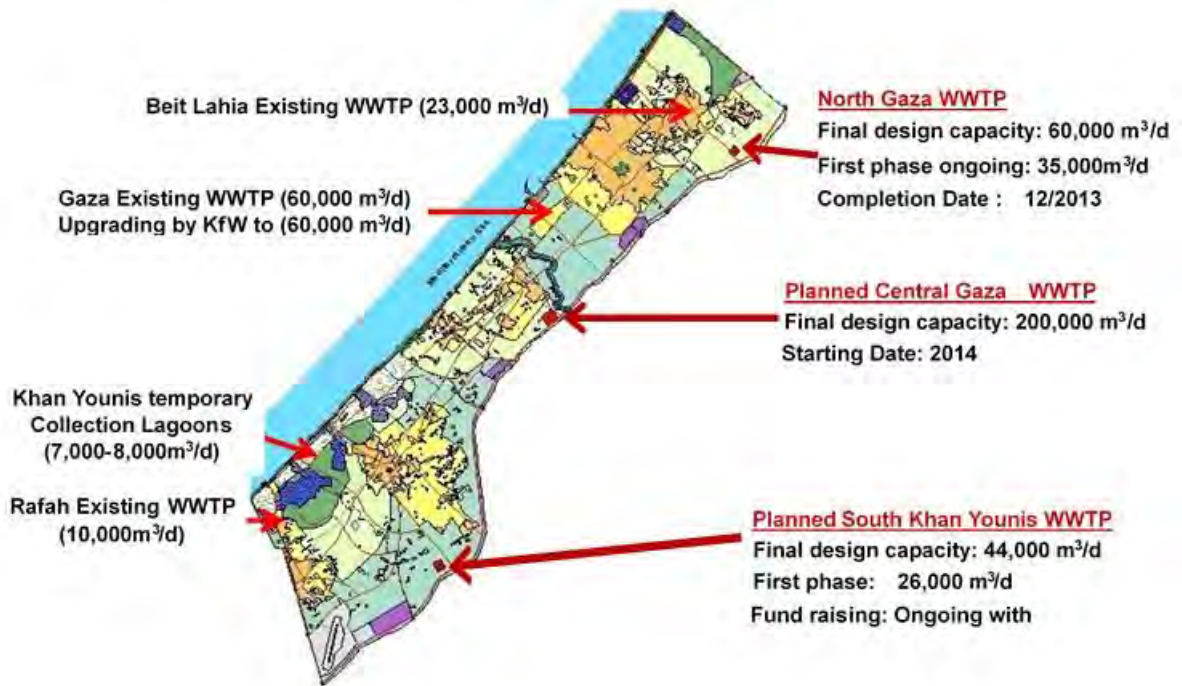 Beit Lahia Existing WWTP (23,000 m³/d)
Gaza Existing WWTP (60,000 m³/d)
Upgrading by KfW to (60,000 m³/d)
Khan Younis temporary
Collection Lagoons
(7,000-8,000m³/d)
Rafah Existing WWTP
(10,000m³/d)
North Gaza WWTP
Final design capacity: 60,000 m³/d
First phase ongoing: 35,000m³/d
Completion Date : 12/2013
Planned Central Gaza WWTP
Final design capacity: 200,000 m³/d
Starting Date: 2014
Planned South Khan Younis WWTP
Final design capacity: 44,000 m³/d
First phase: 26,000 m³/d
Fund raising: Ongoing with